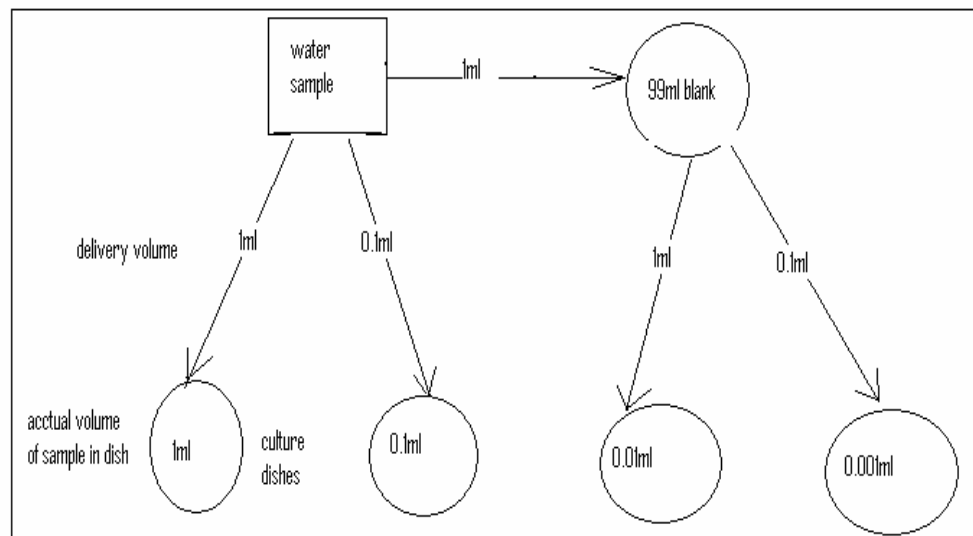 water
sample
1ml
99ml blank
delivery volume
1ml
0.1ml
1ml
0.1ml
acctual volume
of sample in dish
1ml
culture
dishes
0.1ml
0.01ml
0.001ml